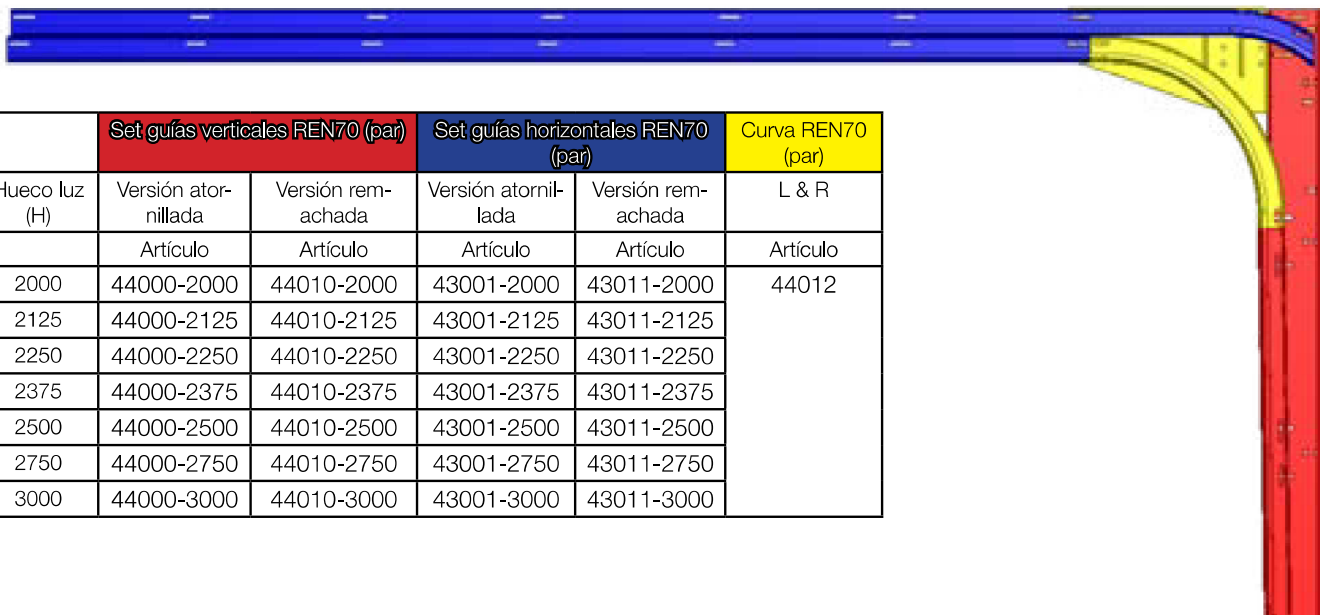 Set guías verticales REN70 (par) Set guías horizontales REN70 (par) Curva REN70 (par)
Hueco luz (H) Versión ator-nillada Versión rem-achada Versión atornil-lada Versión rem-achada L & R
Artículo Artículo Artículo Artículo Artículo
2000 44000-2000 44010-2000 43001-2000 43011-2000 44012
2125 44000-2125 44010-2125 43001-2125 43011-2125
2250 44000-2250 44010-2250 43001-2250 43011-2250
2375 44000-2375 44010-2375 43001-2375 43011-2375
2500 44000-2500 44010-2500 43001-2500 43011-2500
2750 44000-2750 44010-2750 43001-2750 43011-2750
3000 44000-3000 44010-3000 43001-3000 43011-3000